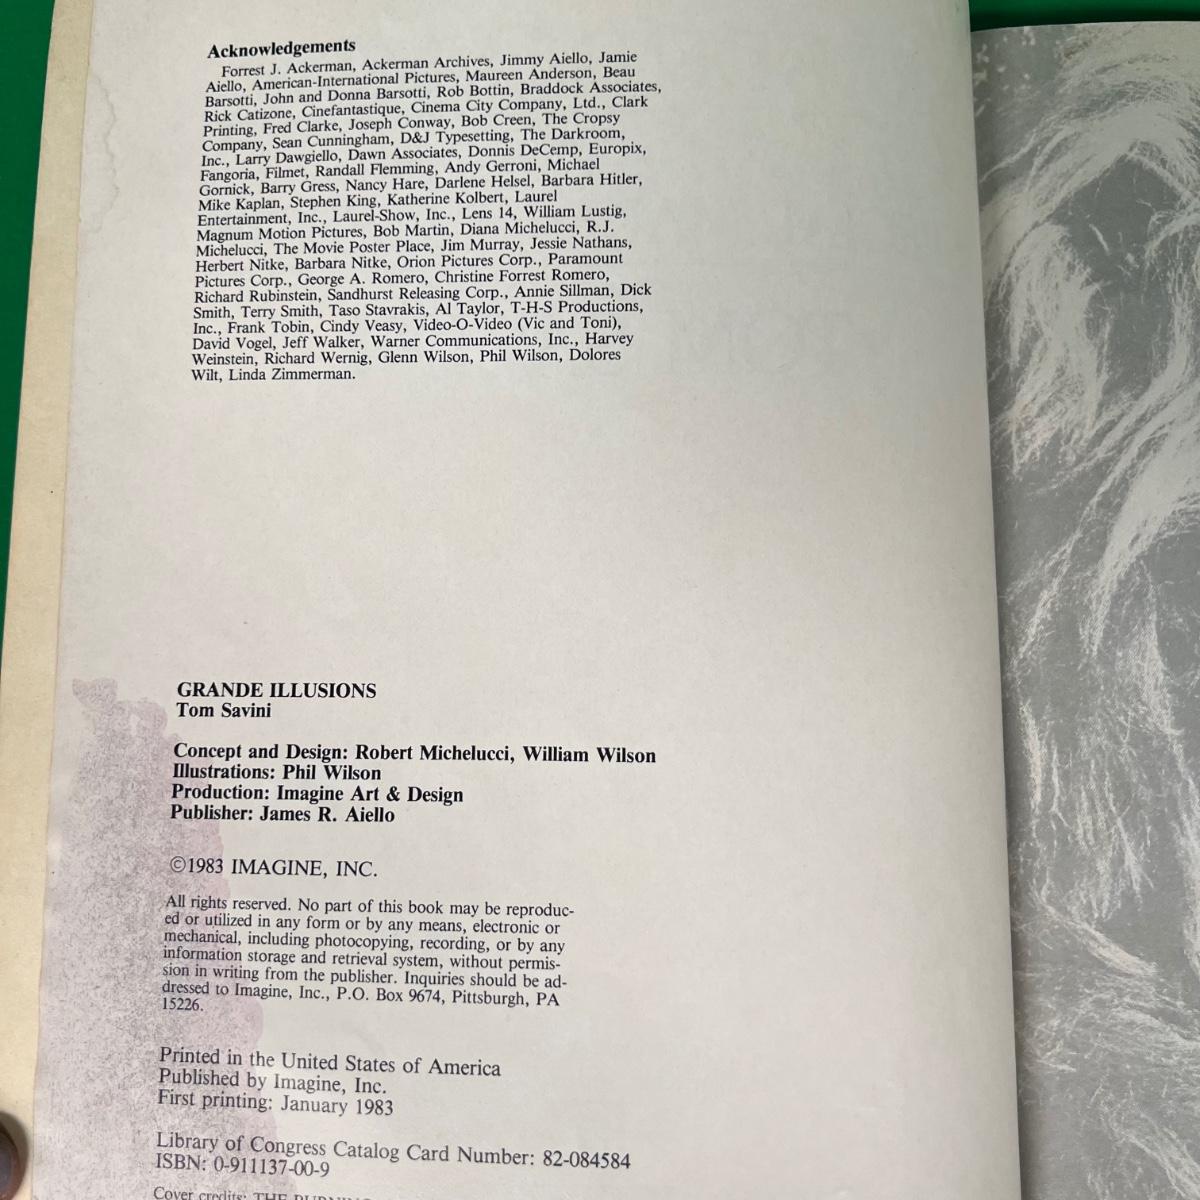 Acknowledgements
Forrest J. Ackerman, Ackerman Archives, Jimmy Aiello, Jamie
Aiello, American-International Pictures, Maureen Anderson, Beau
Barsotti, John and Donna Barsotti, Rob Bottin, Braddock Associates,
Rick Catizone, Cinefantastique, Cinema City Company, Ltd., Clark
Printing, Fred Clarke, Joseph Conway, Bob Creen, The Cropsy
Company, Sean Cunningham, D&J Typesetting, The Darkroom,
Inc., Larry Dawgiello, Dawn Associates, Donnis DeCemp, Europix,
Fangoria, Filmet, Randall Flemming, Andy Gerroni, Michael
Gornick, Barry Gress, Nancy Hare, Darlene Helsel, Barbara Hitler,
Mike Kaplan, Stephen King, Katherine Kolbert, Laurel
Entertainment, Inc., Laurel-Show, Inc., Lens 14, William Lustig,
Magnum Motion Pictures, Bob Martin, Diana Michelucci, R.J.
Michelucci, The Movie Poster Place, Jim Murray, Jessie Nathans,
Herbert Nitke, Barbara Nitke, Orion Pictures Corp., Paramount
Pictures Corp., George A. Romero, Christine Forrest Romero,
Richard Rubinstein, Sandhurst Releasing Corp., Annie Sillman, Dick
Smith, Terry Smith, Taso Stavrakis, Al Taylor, T-H-S Productions,
Inc., Frank Tobin, Cindy Veasy, Video-O-Video (Vic and Toni),
David Vogel, Jeff Walker, Warner Communications, Inc., Harvey
Weinstein, Richard Wernig, Glenn Wilson, Phil Wilson, Dolores
Wilt, Linda Zimmerman.
GRANDE ILLUSIONS
Tom Savini
Concept and Design: Robert Michelucci, William Wilson
Illustrations: Phil Wilson
Production: Imagine Art & Design
Publisher: James R. Aiello
©1983 IMAGINE, INC.
All rights reserved. No part of this book may be reproduc-
ed or utilized in any form or by any means, electronic or
mechanical, including photocopying, recording, or by any
information storage and retrieval system, without permis-
sion in writing from the publisher. Inquiries should be ad-
dressed to Imagine, Inc., P.O. Box 9674, Pittsburgh, PA
15226.
Printed in the United States of America
Published by Imagine, Inc.
First printing: January 1983
Library of Congress Catalog Card Number: 82-084584
ISBN: 0-911137-00-9
Cover credits: THE